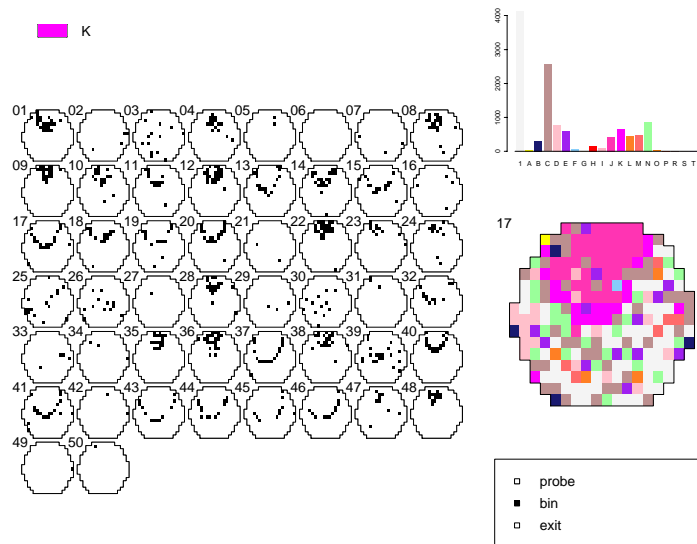 K
4000
3000
2000
1000
0
1 A B C D E F G H I J K L M N O P R S T
01 02 03 04 05 06 07 08
09 10 11 12 13 14 15 16
17 18 19 20 21 22 23 24
25 26 27 28 29 30 31 32
33 34 35 36 37 38 39 40
41 42 43 44 45 46 47 48
49 50
17
probe
bin
exit